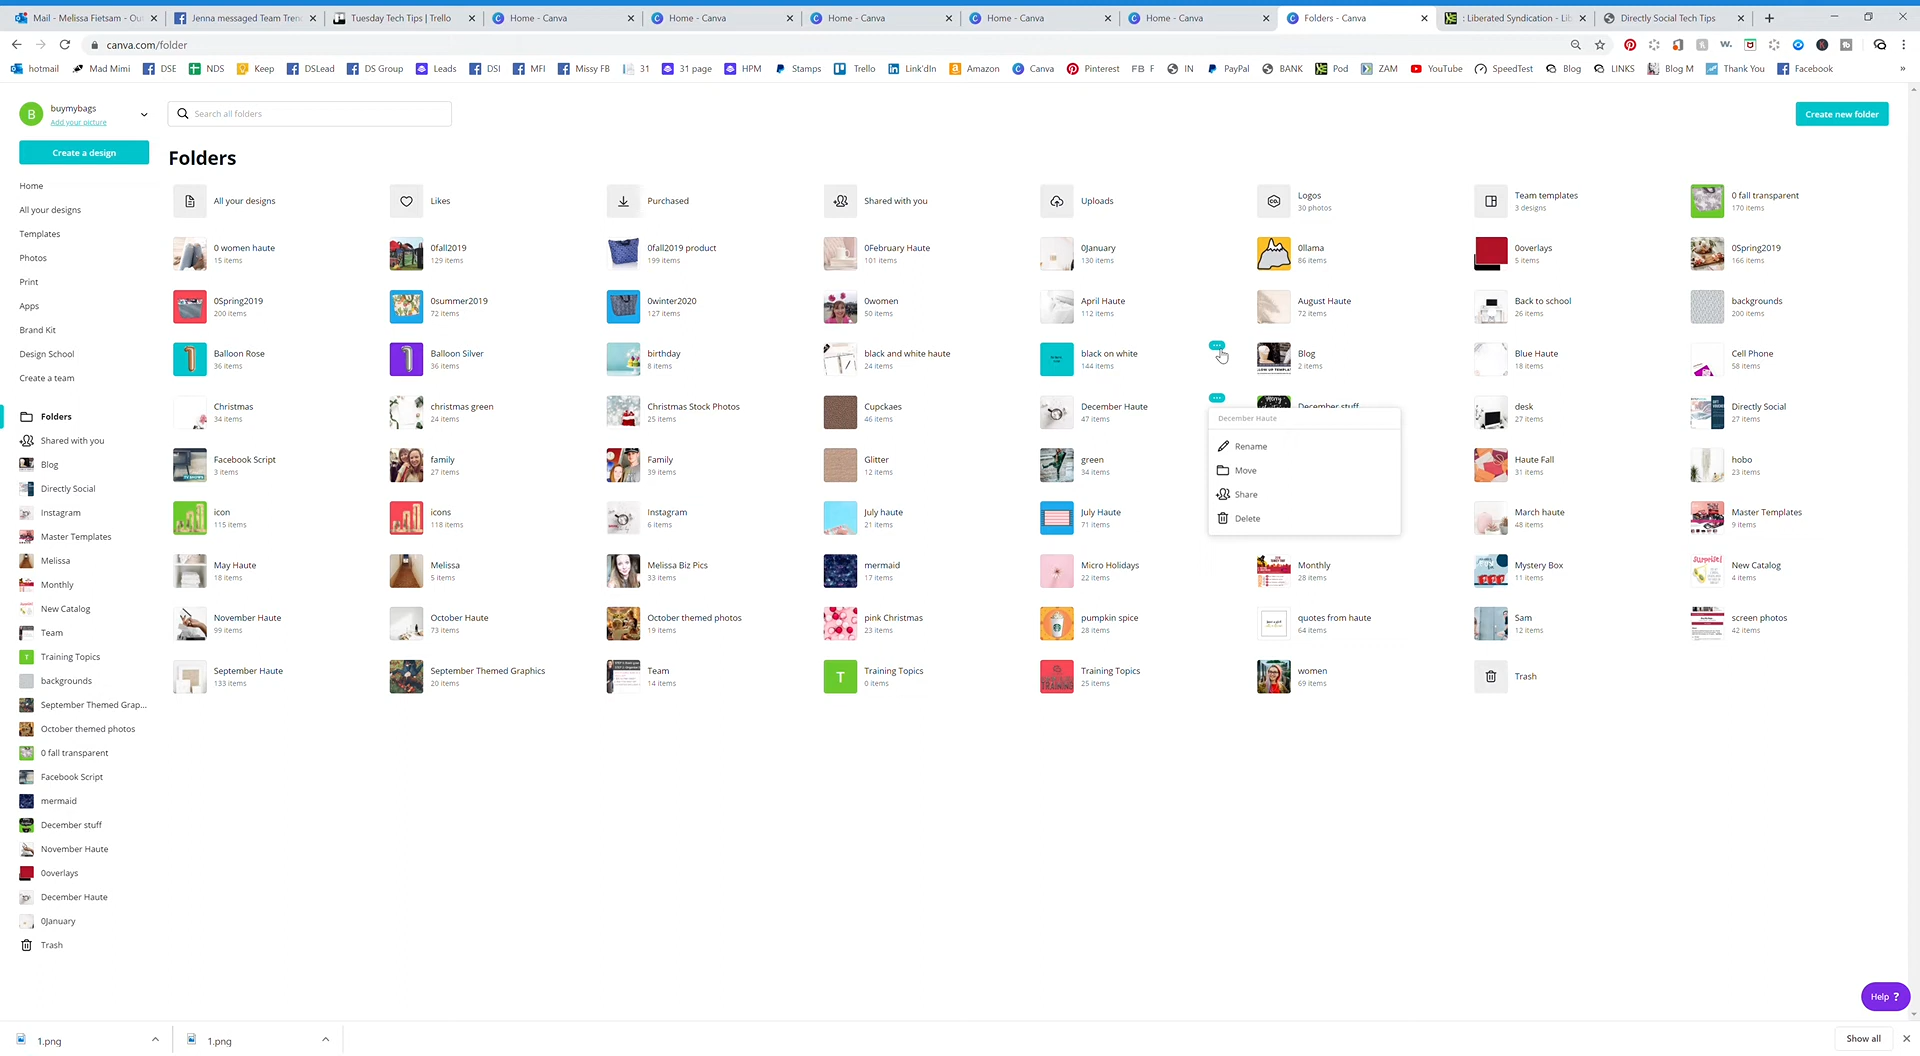 Mail - Melissa Fietsam - Ou
Jenna messaged Team Tren
Tuesday Tech Tips | Trello
Home - Canva
Home - Canva
Home - Canva
Home - Canva
Home - Canva
Folders - Canva
: Liberated Syndication - Lib
Directly Social Tech Tips
canva.com/folder
hotmail
Mad Mimi
DSE
NDS
Keep
DSLead
DS Group
Leads
DSI
MFI
Missy FB
31
31 page
HPM
Stamps
Trello
Link'dIn
Amazon
Canva
Pinterest
FB F
IN
PayPal
BANK
Pod
ZAM
YouTube
SpeedTest
Blog
LINKS
Blog M
Thank You
Facebook
»
B
buymybags
Add your picture
Search all folders
Create new folder
Create a design
Folders
Home
All your designs
Templates
Photos
Print
Apps
Brand Kit
Design School
Create a team
Folders
Shared with you
Blog
Directly Social
Instagram
Master Templates
Melissa
Monthly
New Catalog
Team
Training Topics
backgrounds
September Themed Grap...
October themed photos
0 fall transparent
Facebook Script
mermaid
December stuff
November Haute
0overlays
December Haute
0January
Trash
All your designs
Likes
Purchased
Shared with you
Uploads
Logos
30 photos
Team templates
3 designs
0 fall transparent
170 items
0 women haute
15 items
0fall2019
129 items
0fall2019 product
199 items
0February Haute
101 items
0January
130 items
0llama
86 items
0overlays
5 items
0Spring2019
166 items
0Spring2019
200 items
0summer2019
72 items
0winter2020
127 items
0women
50 items
April Haute
112 items
August Haute
72 items
Back to school
26 items
backgrounds
200 items
Balloon Rose
36 items
Balloon Silver
36 items
birthday
8 items
black and white haute
24 items
black on white
144 items
Blog
2 items
Blue Haute
18 items
Cell Phone
58 items
Christmas
34 items
christmas green
24 items
Christmas Stock Photos
25 items
Cupckaes
46 items
December Haute
47 items
December stuff
desk
27 items
Directly Social
27 items
December Haute
Rename
Move
Share
Delete
Facebook Script
3 items
family
27 items
Family
39 items
Glitter
12 items
green
34 items
Haute Fall
31 items
hobo
23 items
icon
115 items
icons
118 items
Instagram
6 items
July haute
21 items
July Haute
71 items
March haute
48 items
Master Templates
9 items
May Haute
18 items
Melissa
5 items
Melissa Biz Pics
33 items
mermaid
17 items
Micro Holidays
22 items
Monthly
28 items
Mystery Box
11 items
New Catalog
4 items
November Haute
99 items
October Haute
73 items
October themed photos
19 items
pink Christmas
23 items
pumpkin spice
28 items
quotes from haute
64 items
Sam
12 items
screen photos
42 items
September Haute
133 items
September Themed Graphics
20 items
Team
14 items
T
Training Topics
0 items
Training Topics
25 items
women
69 items
Trash
Help ?
1.png
1.png
Show all